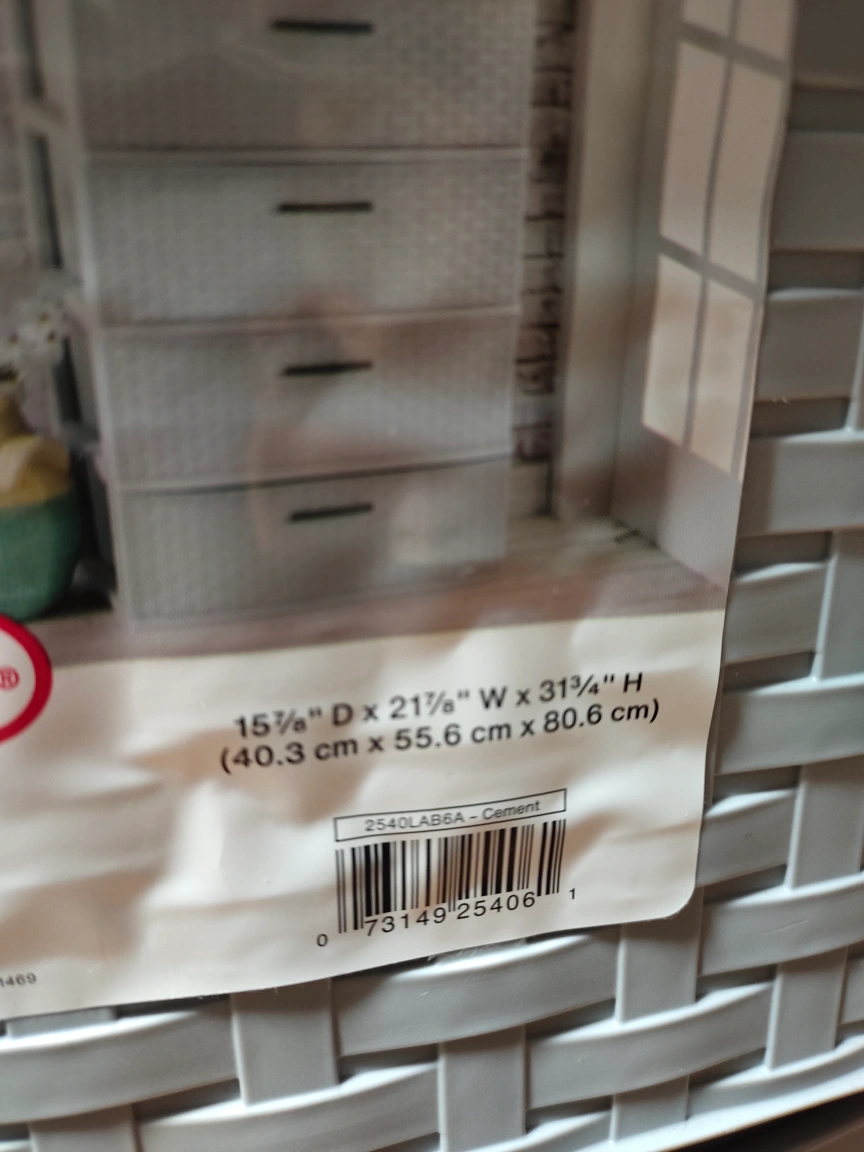 ®
15⅞" D x 21⅞" W x 31¾" H
(40.3 cm x 55.6 cm x 80.6 cm)
2540LAB6A – Cement
0 73149 25406 1
1469